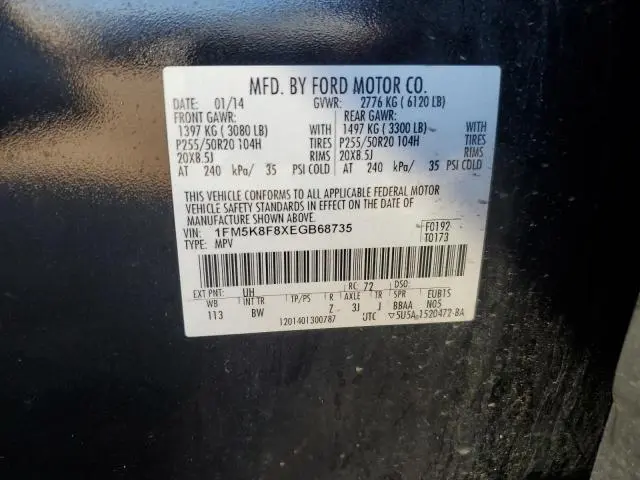 MFD. BY FORD MOTOR CO.
DATE: 01/14 GVWR: 2776 KG ( 6120 LB)
FRONT GAWR: REAR GAWR:
1397 KG ( 3080 LB) WITH 1497 KG ( 3300 LB) WITH
P255/50R20 104H TIRES P255/50R20 104H TIRES
20X8.5J RIMS 20X8.5J RIMS
AT 240 kPa/ 35 PSI COLD AT 240 kPa/ 35 PSI COLD
THIS VEHICLE CONFORMS TO ALL APPLICABLE FEDERAL MOTOR
VEHICLE SAFETY STANDARDS IN EFFECT ON THE DATE OF
MANUFACTURE SHOWN ABOVE.
VIN: 1FM5K8F8XEGB68735 F0192
TYPE: MPV T0173
EXT PNT: UH RC: 72 DSO:
WB INT TR TP/PS R AXLE TR SPR EUB15
113 BW Z 3J J BBAA N05
1201401300787 UTC ▽5U5A 1520472-BA